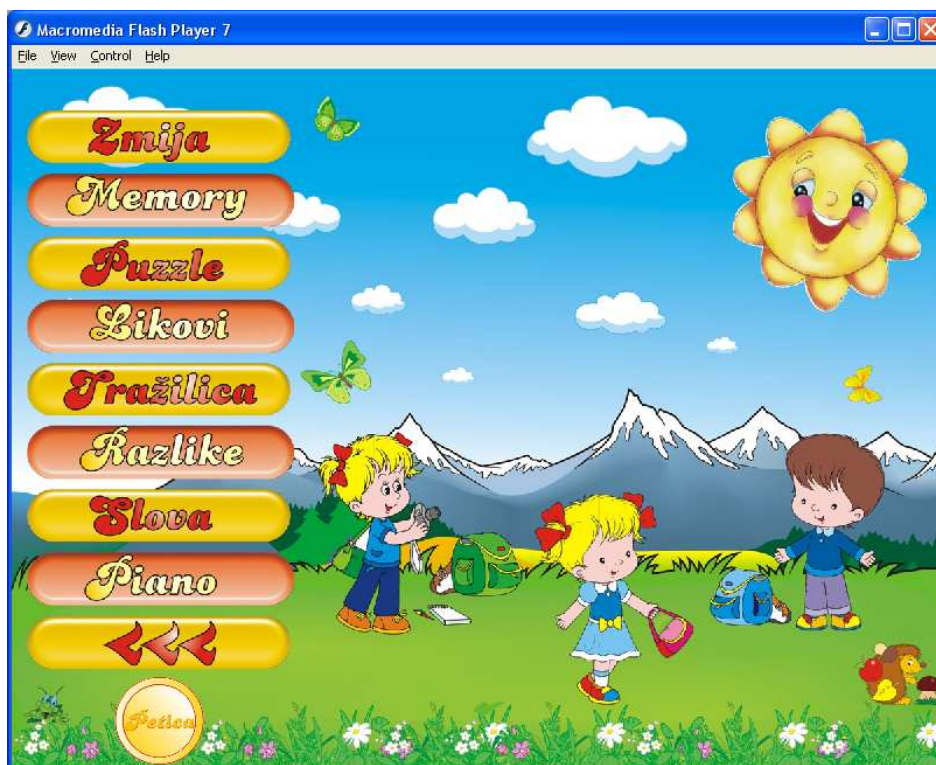 Macromedia Flash Player 7
File View Control Help
Zmija
Memory
Puzzle
Likovi
Tražilica
Razlike
Slova
Piano
<<<
Petica